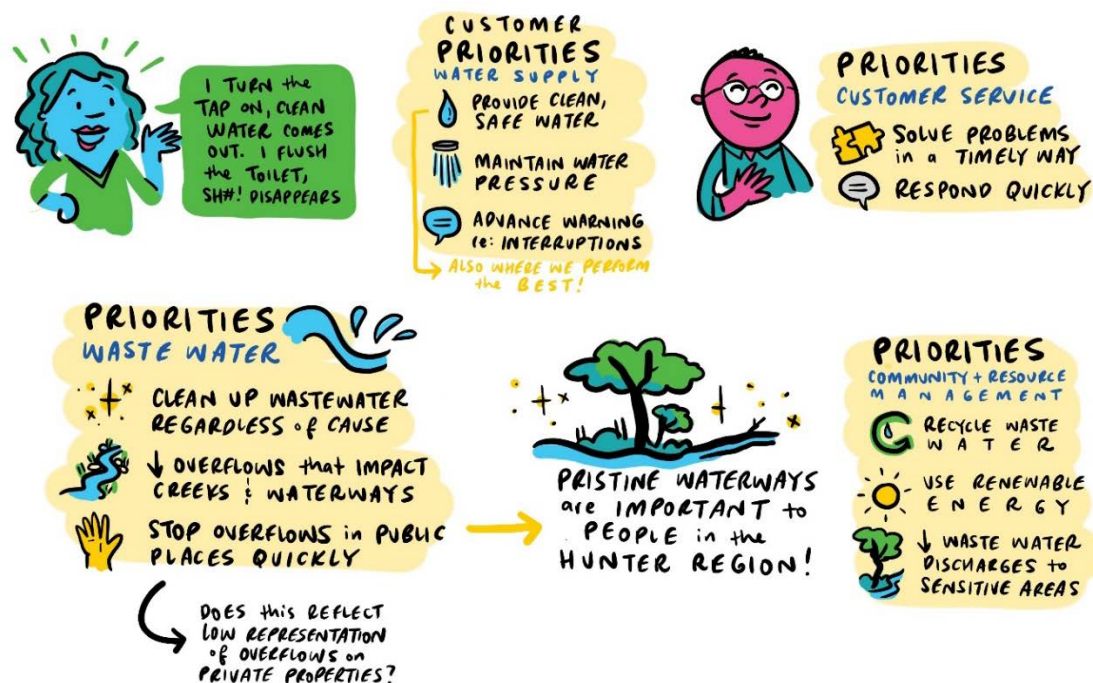 I TURN the
TAP ON, CLEAN
WATER COMES
OUT. I FLUSH
the TOILET,
SH#! DISAPPEARS
CUSTOMER
PRIORITIES
WATER SUPPLY
PROVIDE CLEAN,
SAFE WATER
MAINTAIN WATER
PRESSURE
ADVANCE WARNING
ie: INTERRUPTIONS
ALSO WHERE WE PERFORM
the BEST!
PRIORITIES
CUSTOMER SERVICE
SOLVE PROBLEMS
in a TIMELY WAY
RESPOND QUICKLY
PRIORITIES
WASTE WATER
CLEAN UP WASTEWATER
REGARDLESS of CAUSE
↓ OVERFLOWS that IMPACT
CREEKS & WATERWAYS
STOP OVERFLOWS in PUBLIC
PLACES QUICKLY
DOES this REFLECT
LOW REPRESENTATION
of OVERFLOWS on
PRIVATE PROPERTIES?
PRISTINE WATERWAYS
are IMPORTANT to
PEOPLE in the
HUNTER REGION!
PRIORITIES
COMMUNITY + RESOURCE
MANAGEMENT
RECYCLE WASTE
WATER
USE RENEWABLE
ENERGY
↓ WASTE WATER
DISCHARGES to
SENSITIVE AREAS